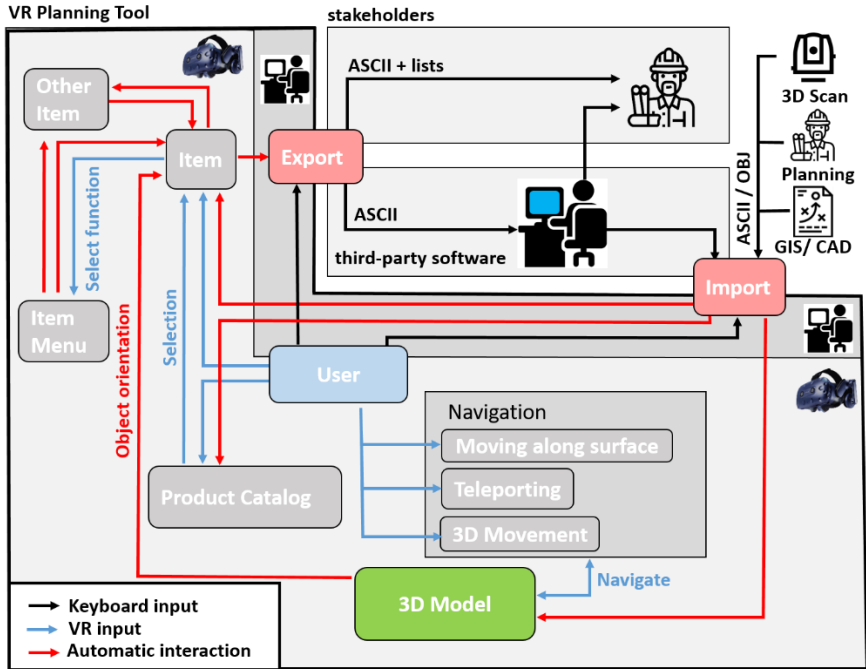 VR Planning Tool
stakeholders
ASCII + lists
3D Scan
Other
Item
Item
Export
Planning
ASCII / OBJ
ASCII
GIS/ CAD
Select function
third-party software
Import
Item
Menu
Selection
Object orientation
User
Navigation
Moving along surface
Product Catalog
Teleporting
3D Movement
Navigate
3D Model
Keyboard input
VR input
Automatic interaction